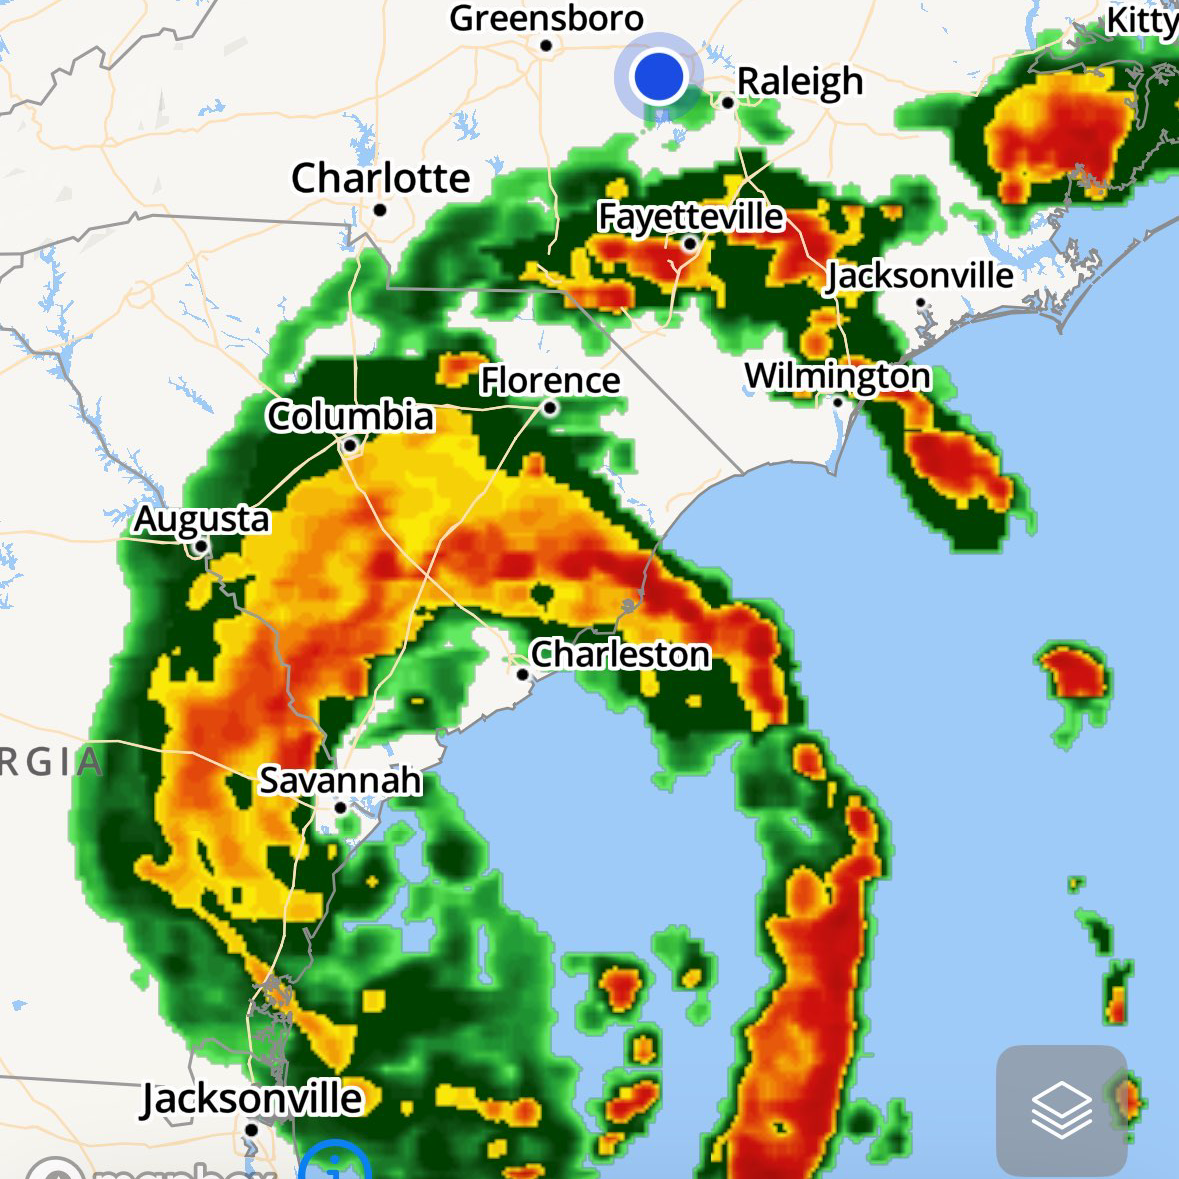 Greensboro
Kitty
Raleigh
Charlotte
Fayetteville
Jacksonville
Wilmington
Florence
Columbia
Augusta
Charleston
RGIA
Savannah
Jacksonville
mapbox
i